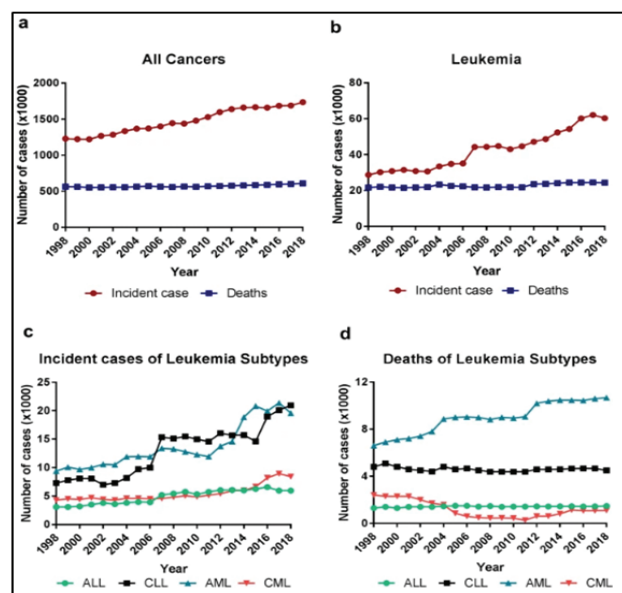 a
All Cancers
Number of cases (x1000)
2000
1500
1000
500
0
1998
2000
2002
2004
2006
2008
2010
2012
2014
2016
2018
Year
Incident case
Deaths
b
Leukemia
Number of cases (x1000)
80
60
40
20
0
1998
2000
2002
2004
2006
2008
2010
2012
2014
2016
2018
Year
Incident case
Deaths
c
Incident cases of Leukemia Subtypes
Number of cases (x1000)
25
20
15
10
5
0
1998
2000
2002
2004
2006
2008
2010
2012
2014
2016
2018
Year
ALL
CLL
AML
CML
d
Deaths of Leukemia Subtypes
Number of cases (x1000)
12
8
4
0
1998
2000
2002
2004
2006
2008
2010
2012
2014
2016
2018
Year
ALL
CLL
AML
CML